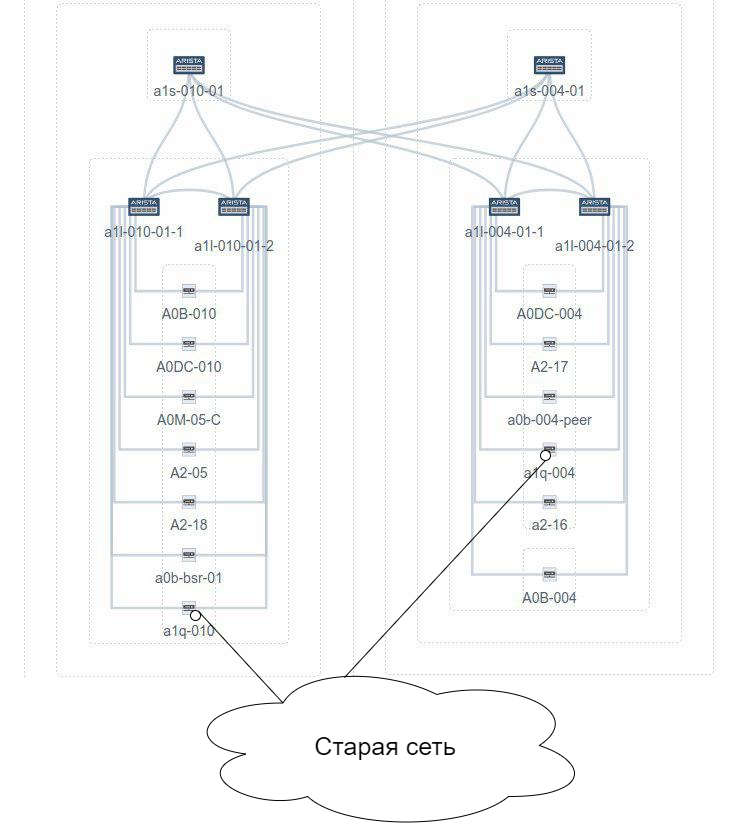 ARISTA ARISTA
a1s-010-01 a1s-004-01
ARISTA ARISTA ARISTA ARISTA
a1l-010-01-1 a1l-004-01-1
a1l-010-01-2 a1l-004-01-2
A0B-010 A0DC-004
A0DC-010 A2-17
A0M-05-C a0b-004-peer
A2-05 a1q-004
A2-18 a2-16
a0b-bsr-01
A0B-004
a1q-010
Старая сеть